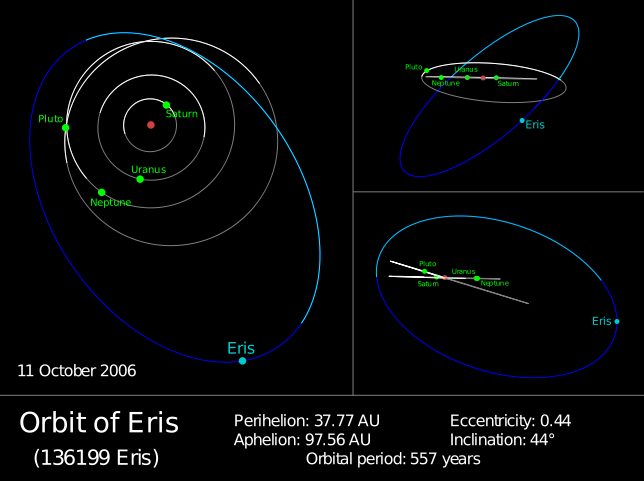 Pluto
Saturn
Uranus
Neptune
Eris
11 October 2006
Pluto
Uranus
Neptune
Saturn
Eris
Pluto
Uranus
Saturn
Neptune
Eris
Orbit of Eris
(136199 Eris)
Perihelion: 37.77 AU
Aphelion: 97.56 AU
Eccentricity: 0.44
Inclination: 44°
Orbital period: 557 years